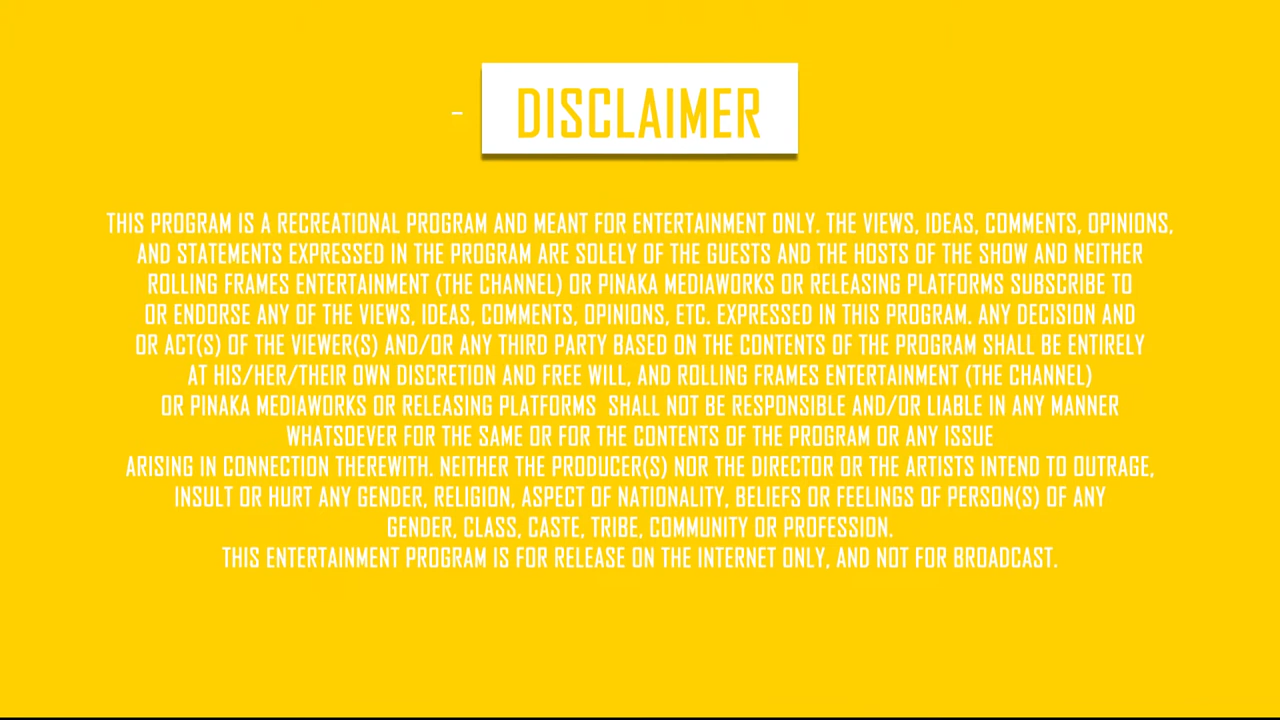 - DISCLAIMER
THIS PROGRAM IS A RECREATIONAL PROGRAM AND MEANT FOR ENTERTAINMENT ONLY. THE VIEWS, IDEAS, COMMENTS, OPINIONS,
AND STATEMENTS EXPRESSED IN THE PROGRAM ARE SOLELY OF THE GUESTS AND THE HOSTS OF THE SHOW AND NEITHER
ROLLING FRAMES ENTERTAINMENT (THE CHANNEL) OR PINAKA MEDIAWORKS OR RELEASING PLATFORMS SUBSCRIBE TO
OR ENDORSE ANY OF THE VIEWS, IDEAS, COMMENTS, OPINIONS, ETC. EXPRESSED IN THIS PROGRAM. ANY DECISION AND
OR ACT(S) OF THE VIEWER(S) AND/OR ANY THIRD PARTY BASED ON THE CONTENTS OF THE PROGRAM SHALL BE ENTIRELY
AT HIS/HER/THEIR OWN DISCRETION AND FREE WILL, AND ROLLING FRAMES ENTERTAINMENT (THE CHANNEL)
OR PINAKA MEDIAWORKS OR RELEASING PLATFORMS SHALL NOT BE RESPONSIBLE AND/OR LIABLE IN ANY MANNER
WHATSOEVER FOR THE SAME OR FOR THE CONTENTS OF THE PROGRAM OR ANY ISSUE
ARISING IN CONNECTION THEREWITH. NEITHER THE PRODUCER(S) NOR THE DIRECTOR OR THE ARTISTS INTEND TO OUTRAGE,
INSULT OR HURT ANY GENDER, RELIGION, ASPECT OF NATIONALITY, BELIEFS OR FEELINGS OF PERSON(S) OF ANY
GENDER, CLASS, CASTE, TRIBE, COMMUNITY OR PROFESSION.
THIS ENTERTAINMENT PROGRAM IS FOR RELEASE ON THE INTERNET ONLY, AND NOT FOR BROADCAST.